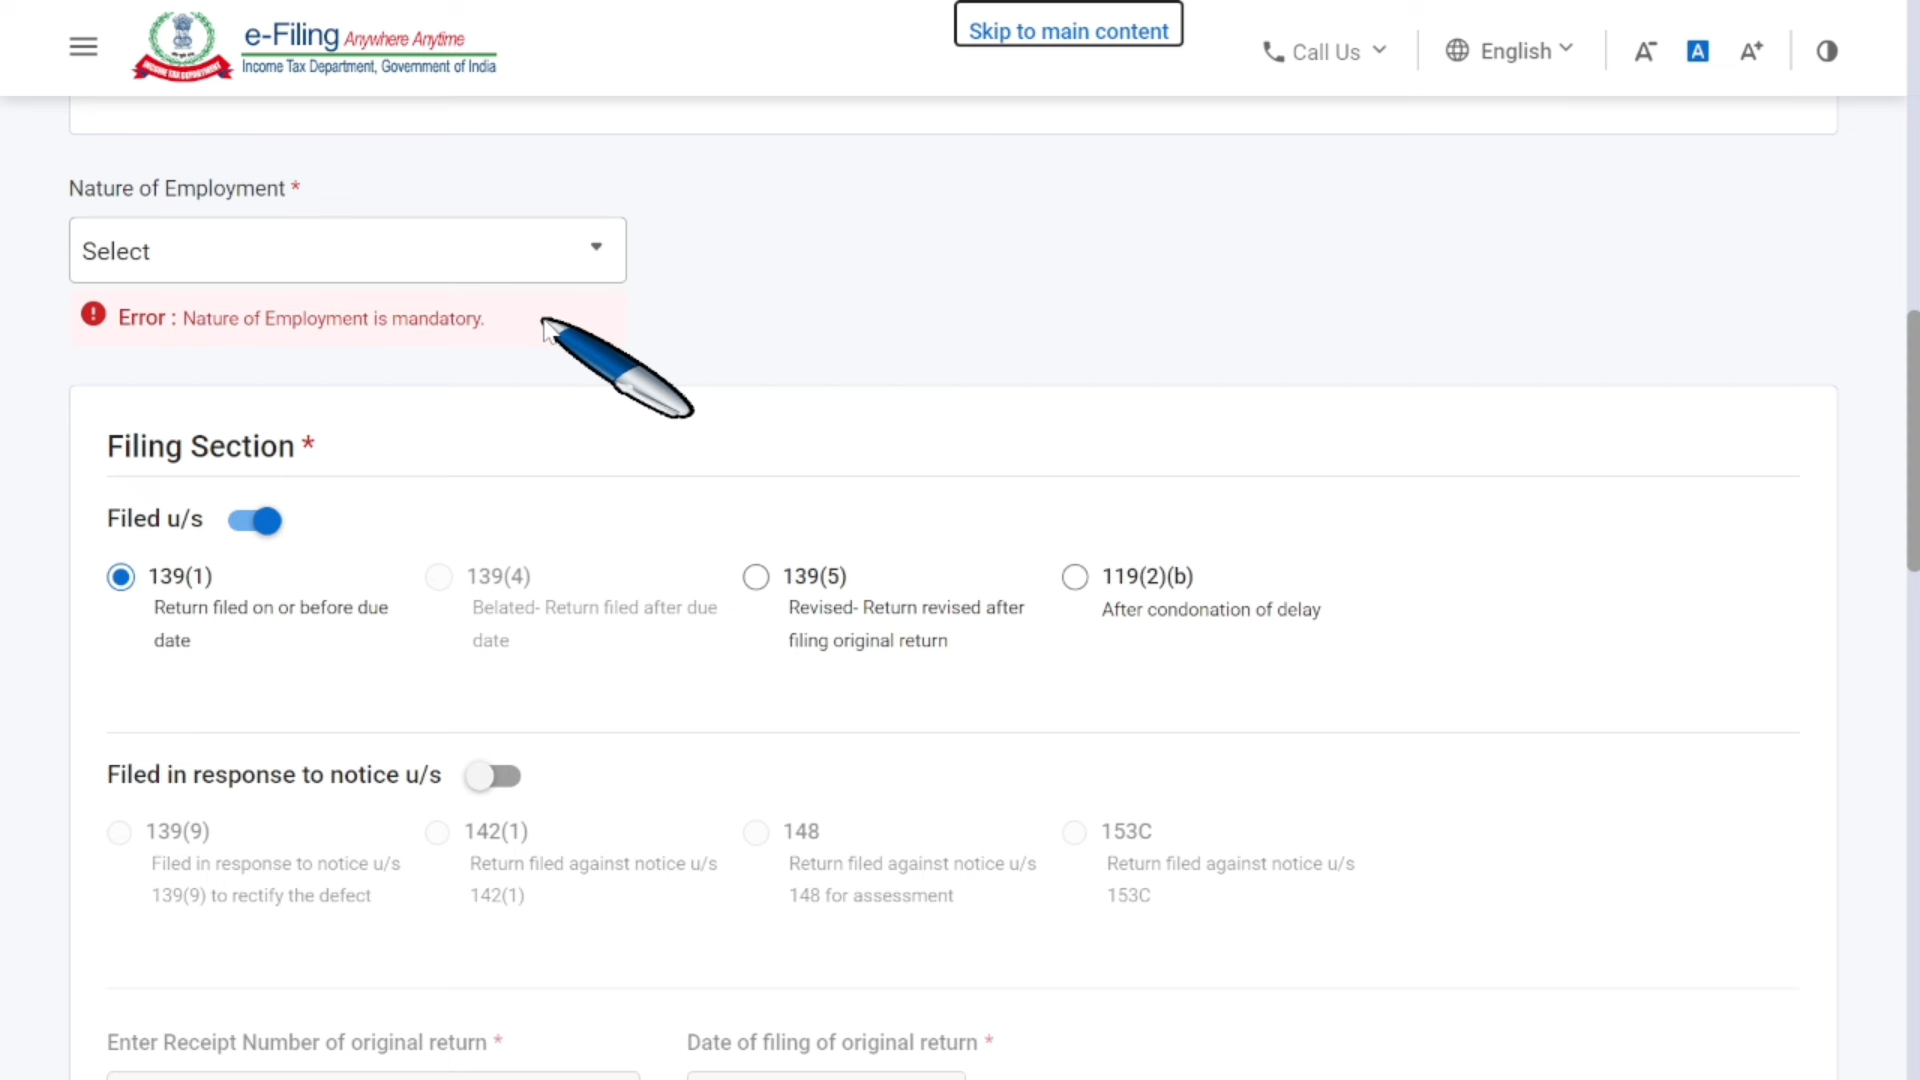 e-Filing Anywhere Anytime
Income Tax Department, Government of India
INCOME TAX DEPARTMENT
Skip to main content
Call Us
English
A-
A
A+
Nature of Employment *
Select
Error : Nature of Employment is mandatory.
Filing Section *
Filed u/s
139(1)
Return filed on or before due
date
139(4)
Belated- Return filed after due
date
139(5)
Revised- Return revised after
filing original return
119(2)(b)
After condonation of delay
Filed in response to notice u/s
139(9)
Filed in response to notice u/s
139(9) to rectify the defect
142(1)
Return filed against notice u/s
142(1)
148
Return filed against notice u/s
148 for assessment
153C
Return filed against notice u/s
153C
Enter Receipt Number of original return *
Date of filing of original return *